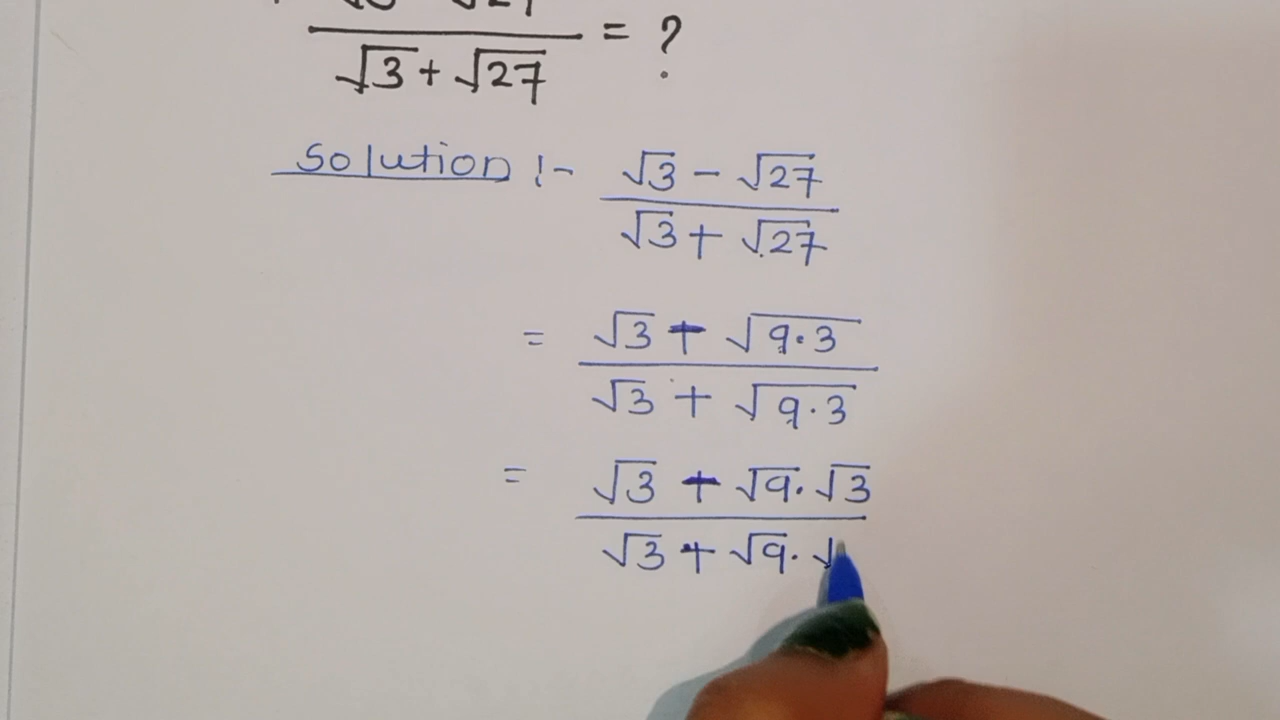 √3 + √27 = ?
Solution :- √3 - √27
√3 + √27
= √3 + √9.3
√3 + √9.3
= √3 + √9.√3
√3 + √9.√